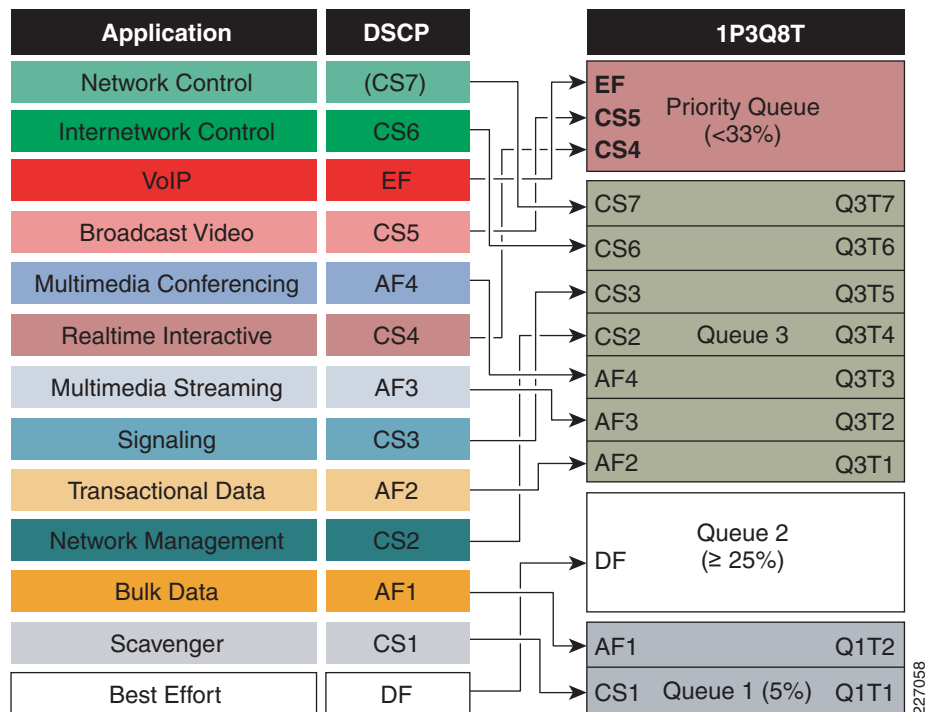 Application DSCP 1P3Q8T
Network Control (CS7)
Internetwork Control CS6
VoIP EF
Broadcast Video CS5
Multimedia Conferencing AF4
Realtime Interactive CS4
Multimedia Streaming AF3
Signaling CS3
Transactional Data AF2
Network Management CS2
Bulk Data AF1
Scavenger CS1
Best Effort DF
EF
CS5
CS4
Priority Queue
(<33%)
CS7 Q3T7
CS6 Q3T6
CS3 Q3T5
CS2 Queue 3 Q3T4
AF4 Q3T3
AF3 Q3T2
AF2 Q3T1
Queue 2
(≥ 25%)
DF
AF1 Q1T2
CS1 Queue 1 (5%) Q1T1
227058